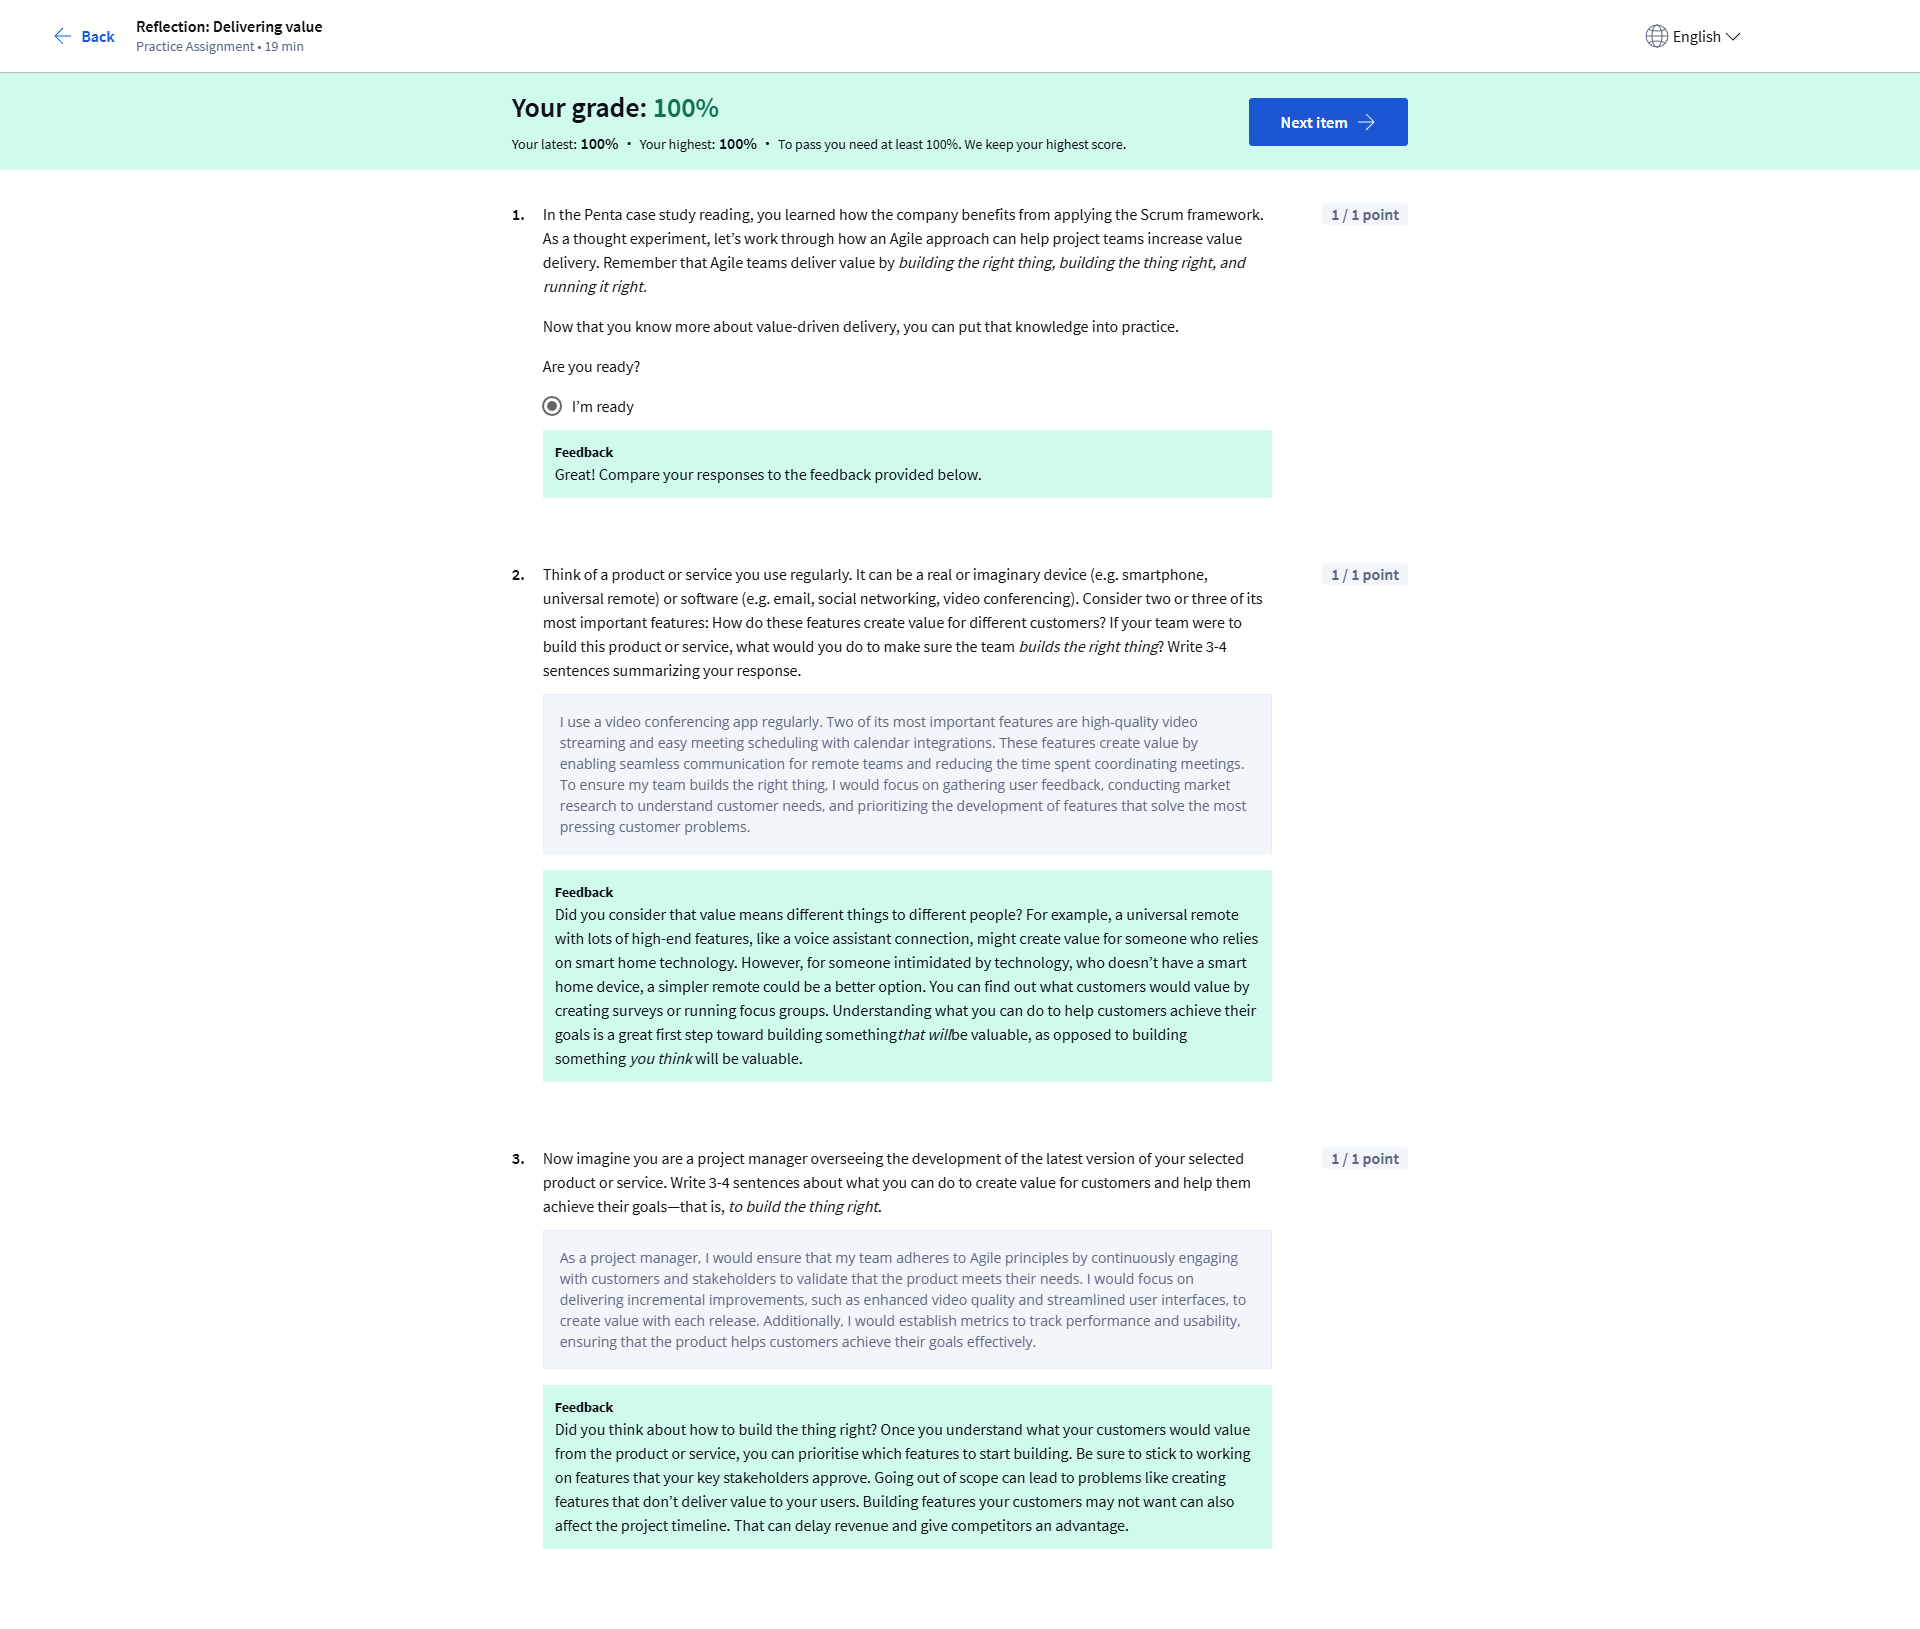 Back
Reflection: Delivering value
Practice Assignment • 19 min
English
Your grade: 100%
Your latest: 100% • Your highest: 100% • To pass you need at least 100%. We keep your highest score.
Next item
1. In the Penta case study reading, you learned how the company benefits from applying the Scrum framework.
As a thought experiment, let’s work through how an Agile approach can help project teams increase value
delivery. Remember that Agile teams deliver value by building the right thing, building the thing right, and
running it right.
1 / 1 point
Now that you know more about value-driven delivery, you can put that knowledge into practice.
Are you ready?
I’m ready
Feedback
Great! Compare your responses to the feedback provided below.
2. Think of a product or service you use regularly. It can be a real or imaginary device (e.g. smartphone,
universal remote) or software (e.g. email, social networking, video conferencing). Consider two or three of its
most important features: How do these features create value for different customers? If your team were to
build this product or service, what would you do to make sure the team builds the right thing? Write 3-4
sentences summarizing your response.
1 / 1 point
I use a video conferencing app regularly. Two of its most important features are high-quality video
streaming and easy meeting scheduling with calendar integrations. These features create value by
enabling seamless communication for remote teams and reducing the time spent coordinating meetings.
To ensure my team builds the right thing, I would focus on gathering user feedback, conducting market
research to understand customer needs, and prioritizing the development of features that solve the most
pressing customer problems.
Feedback
Did you consider that value means different things to different people? For example, a universal remote
with lots of high-end features, like a voice assistant connection, might create value for someone who relies
on smart home technology. However, for someone intimidated by technology, who doesn’t have a smart
home device, a simpler remote could be a better option. You can find out what customers would value by
creating surveys or running focus groups. Understanding what you can do to help customers achieve their
goals is a great first step toward building somethingthat willbe valuable, as opposed to building
something you think will be valuable.
3. Now imagine you are a project manager overseeing the development of the latest version of your selected
product or service. Write 3-4 sentences about what you can do to create value for customers and help them
achieve their goals—that is, to build the thing right.
1 / 1 point
As a project manager, I would ensure that my team adheres to Agile principles by continuously engaging
with customers and stakeholders to validate that the product meets their needs. I would focus on
delivering incremental improvements, such as enhanced video quality and streamlined user interfaces, to
create value with each release. Additionally, I would establish metrics to track performance and usability,
ensuring that the product helps customers achieve their goals effectively.
Feedback
Did you think about how to build the thing right? Once you understand what your customers would value
from the product or service, you can prioritise which features to start building. Be sure to stick to working
on features that your key stakeholders approve. Going out of scope can lead to problems like creating
features that don’t deliver value to your users. Building features your customers may not want can also
affect the project timeline. That can delay revenue and give competitors an advantage.